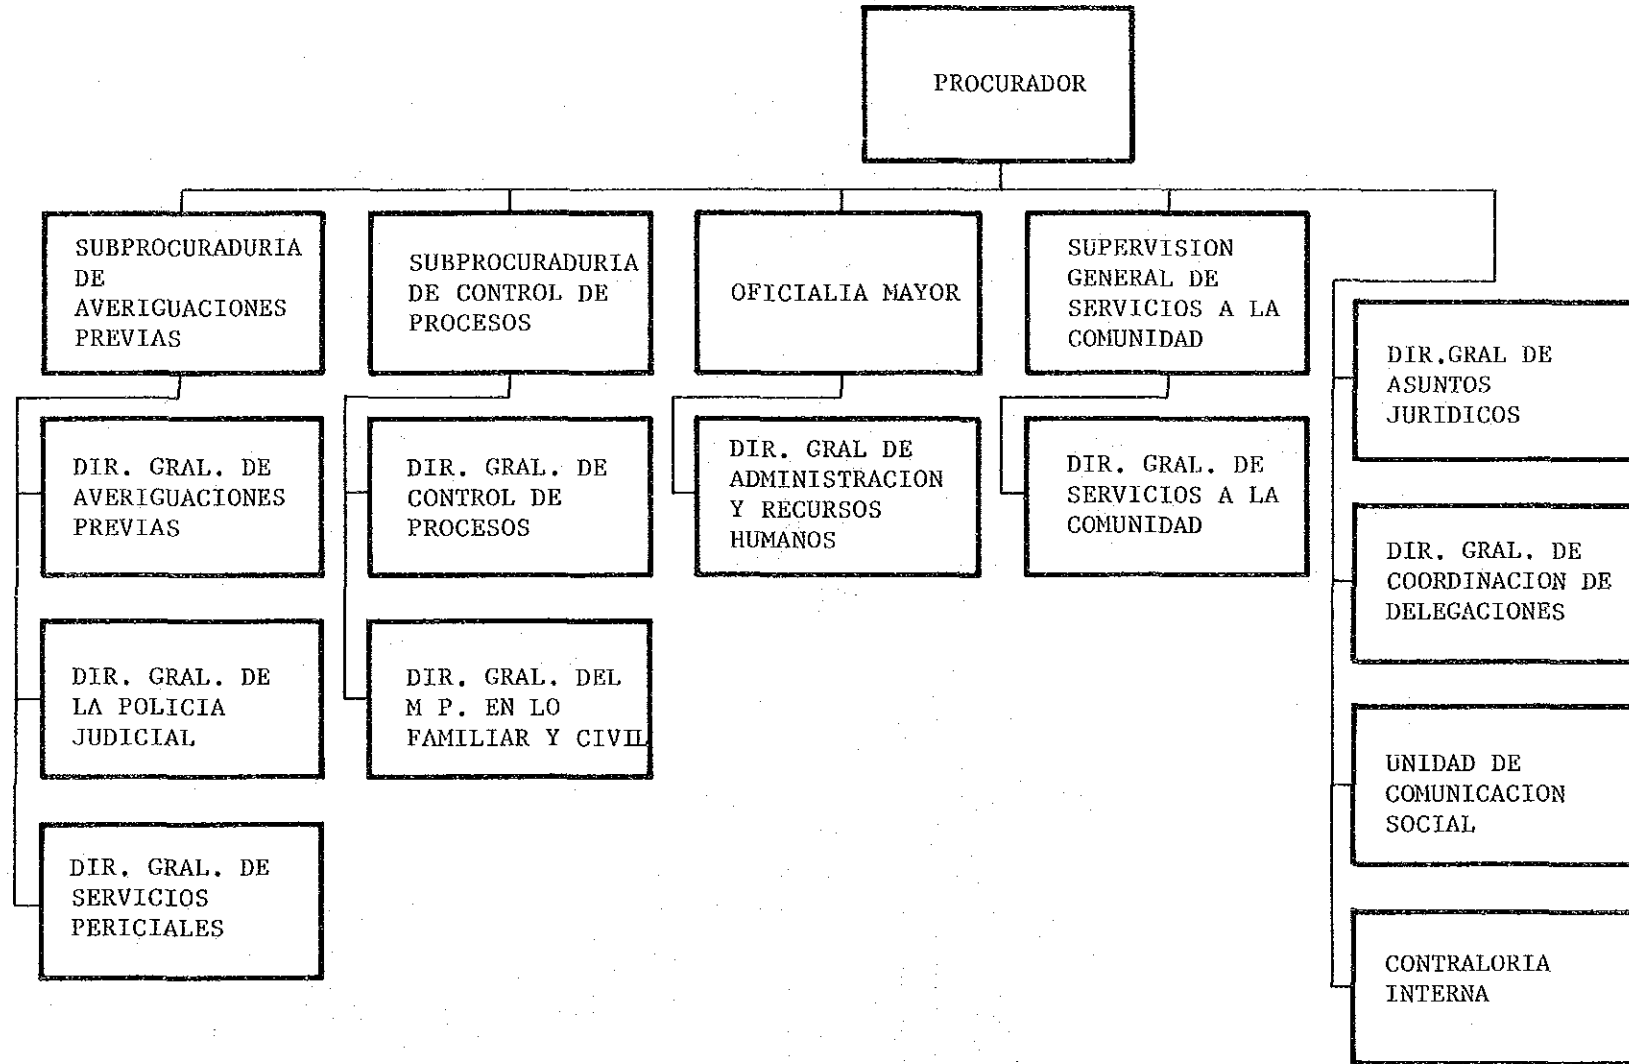 PROCURADOR
SUBPROCURADURIA
DE
AVERIGUACIONES
PREVIAS
SUBPROCURADURIA
DE CONTROL DE
PROCESOS
OFICIALIA MAYOR
SUPERVISION
GENERAL DE
SERVICIOS A LA
COMUNIDAD
DIR. GRAL. DE
AVERIGUACIONES
PREVIAS
DIR. GRAL. DE
LA POLICIA
JUDICIAL
DIR. GRAL. DE
SERVICIOS
PERICIALES
DIR. GRAL. DE
CONTROL DE
PROCESOS
DIR. GRAL. DEL
M P. EN LO
FAMILIAR Y CIVIL
DIR. GRAL DE
ADMINISTRACION
Y RECURSOS
HUMANOS
DIR. GRAL. DE
SERVICIOS A LA
COMUNIDAD
DIR.GRAL DE
ASUNTOS
JURIDICOS
DIR. GRAL. DE
COORDINACION DE
DELEGACIONES
UNIDAD DE
COMUNICACION
SOCIAL
CONTRALORIA
INTERNA